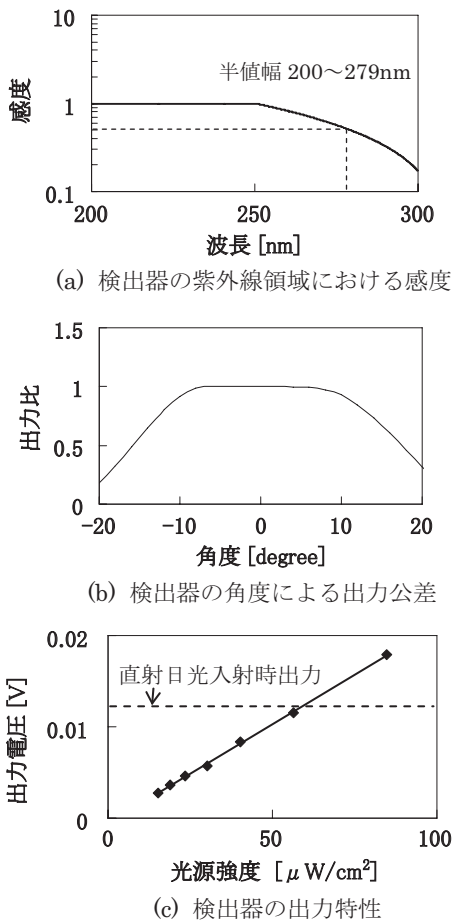 10
感度
半値幅 200～279nm
1
0.1
200
250
300
波長 [nm]
(a) 検出器の紫外線領域における感度
1.5
出力比
1
0.5
0
-20
-10
0
10
20
角度 [degree]
(b) 検出器の角度による出力公差
0.02
出力電圧 [V]
直射日光入射時出力
0.01
0
0
50
100
光源強度 [μW/cm²]
(c) 検出器の出力特性